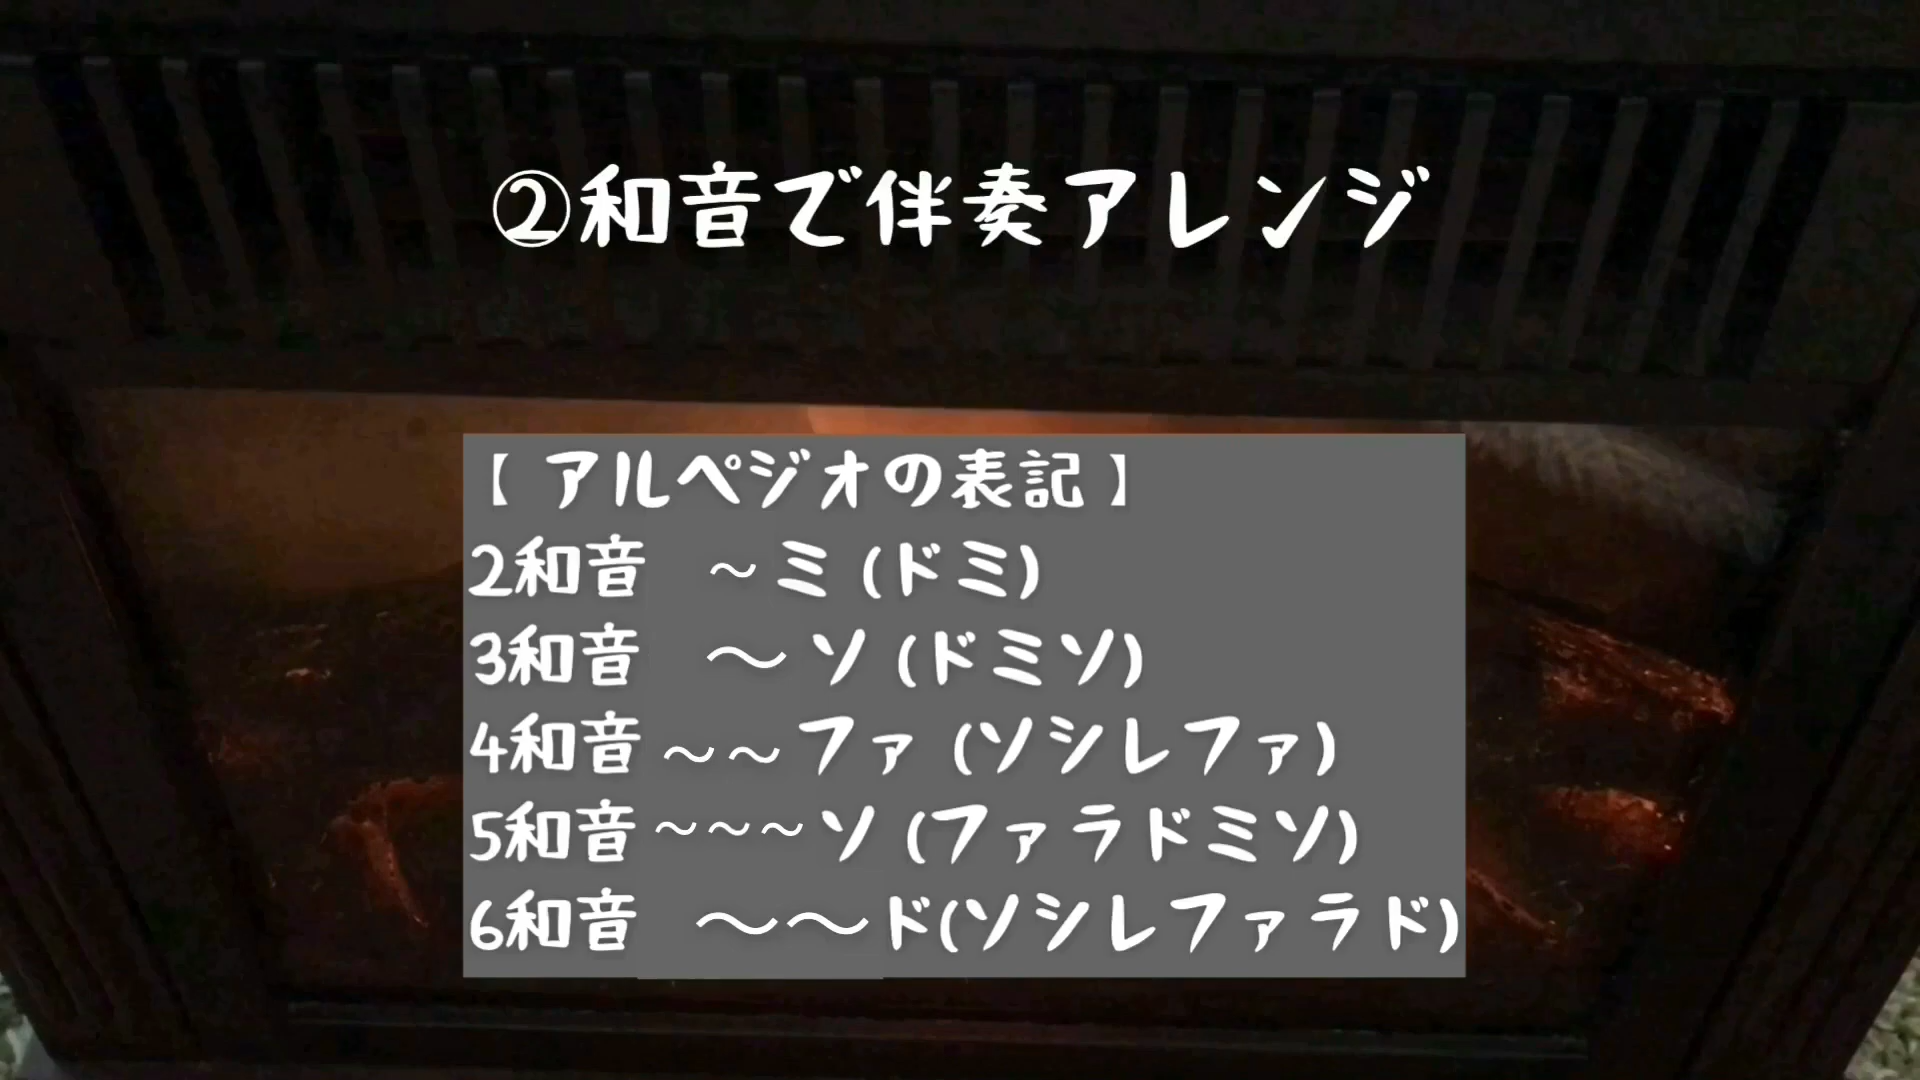 ②和音で伴奏アレンジ
【アルペジオの表記】
2和音 ~ミ(ドミ)
3和音 〜ソ(ドミソ)
4和音 ~~ファ(ソシレファ)
5和音 ~~~ソ(ファラドミソ)
6和音 〜〜ド(ソシレファラド)